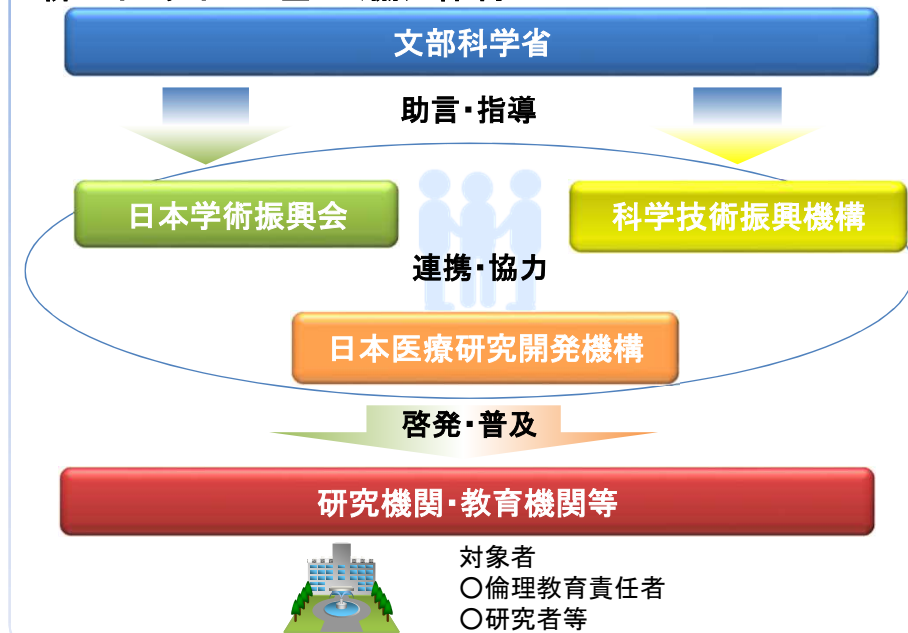 文部科学省
助言・指導
日本学術振興会
科学技術振興機構
連携・協力
日本医療研究開発機構
啓発・普及
研究機関・教育機関等
対象者
○倫理教育責任者
○研究者等